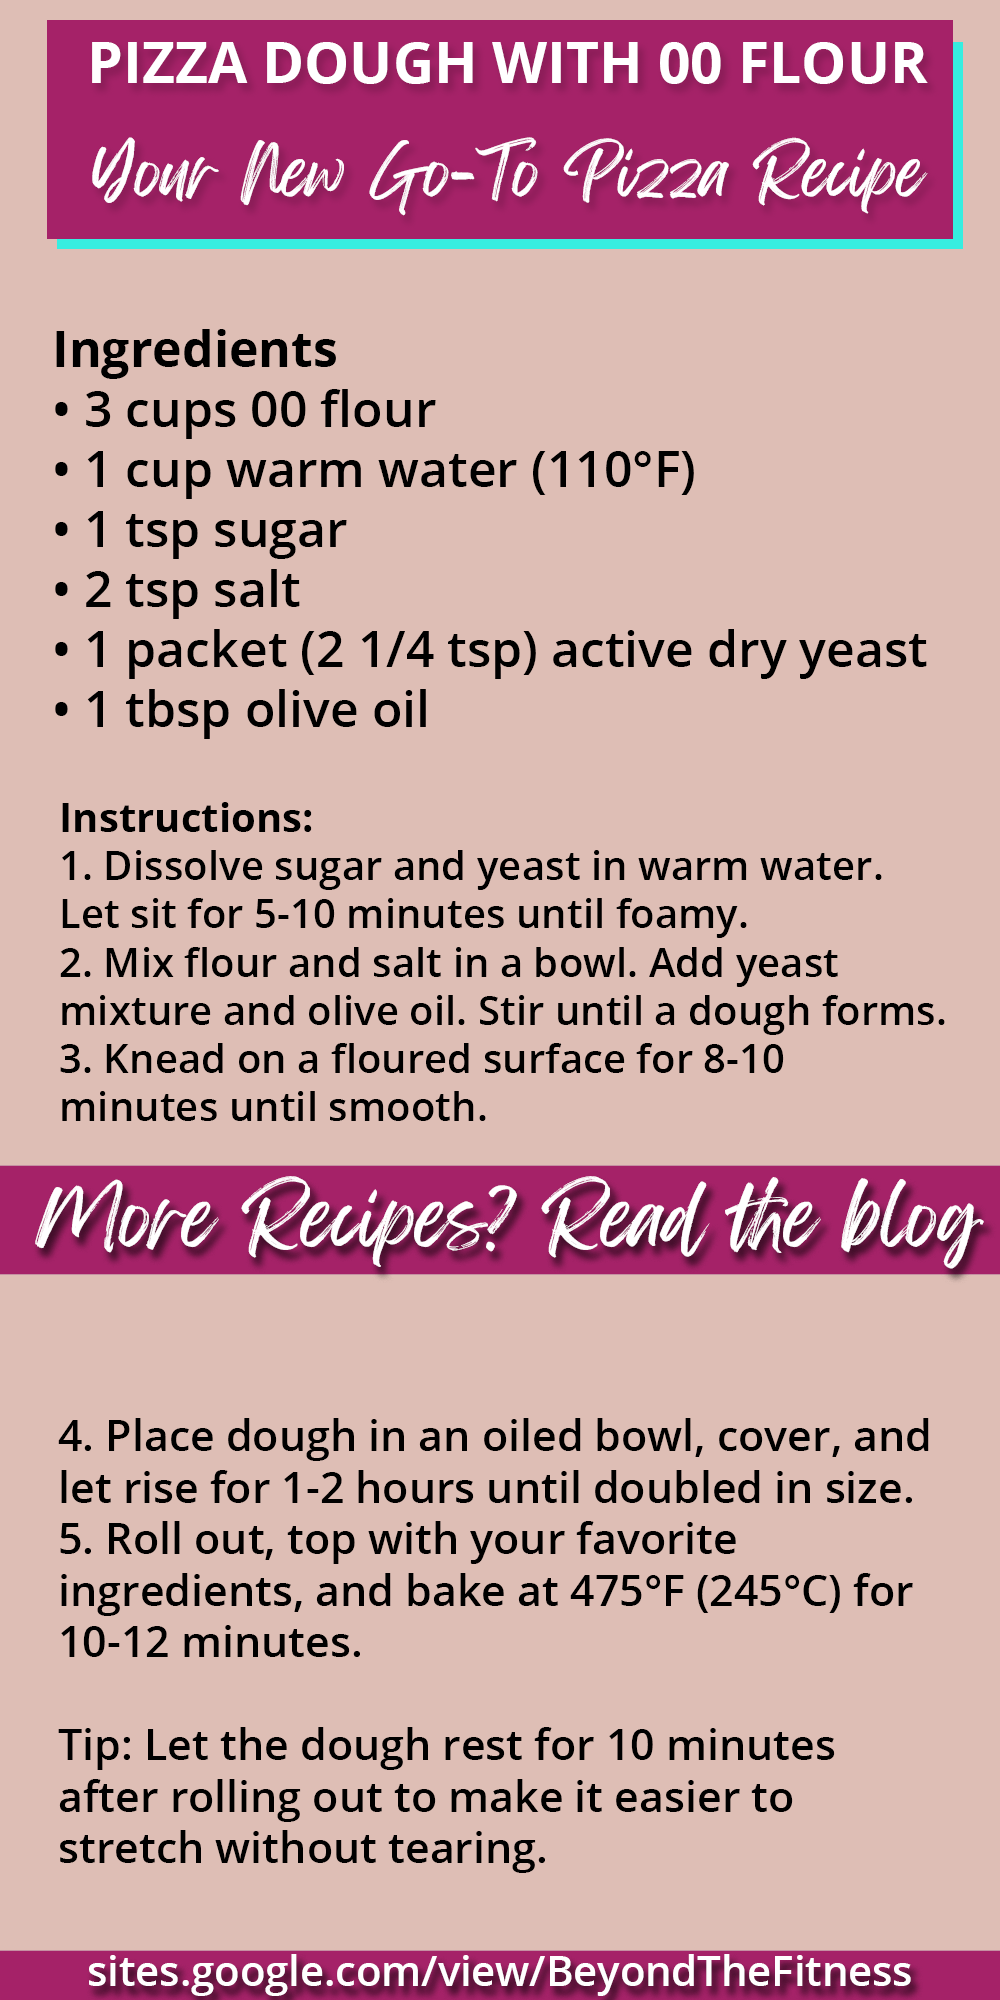 PIZZA DOUGH WITH 00 FLOUR
Your New Go-To Pizza Recipe
Ingredients
• 3 cups 00 flour
• 1 cup warm water (110°F)
• 1 tsp sugar
• 2 tsp salt
• 1 packet (2 1/4 tsp) active dry yeast
• 1 tbsp olive oil
Instructions:
1. Dissolve sugar and yeast in warm water.
Let sit for 5-10 minutes until foamy.
2. Mix flour and salt in a bowl. Add yeast
mixture and olive oil. Stir until a dough forms.
3. Knead on a floured surface for 8-10
minutes until smooth.
More Recipes? Read the blog
4. Place dough in an oiled bowl, cover, and
let rise for 1-2 hours until doubled in size.
5. Roll out, top with your favorite
ingredients, and bake at 475°F (245°C) for
10-12 minutes.
Tip: Let the dough rest for 10 minutes
after rolling out to make it easier to
stretch without tearing.
sites.google.com/view/BeyondTheFitness